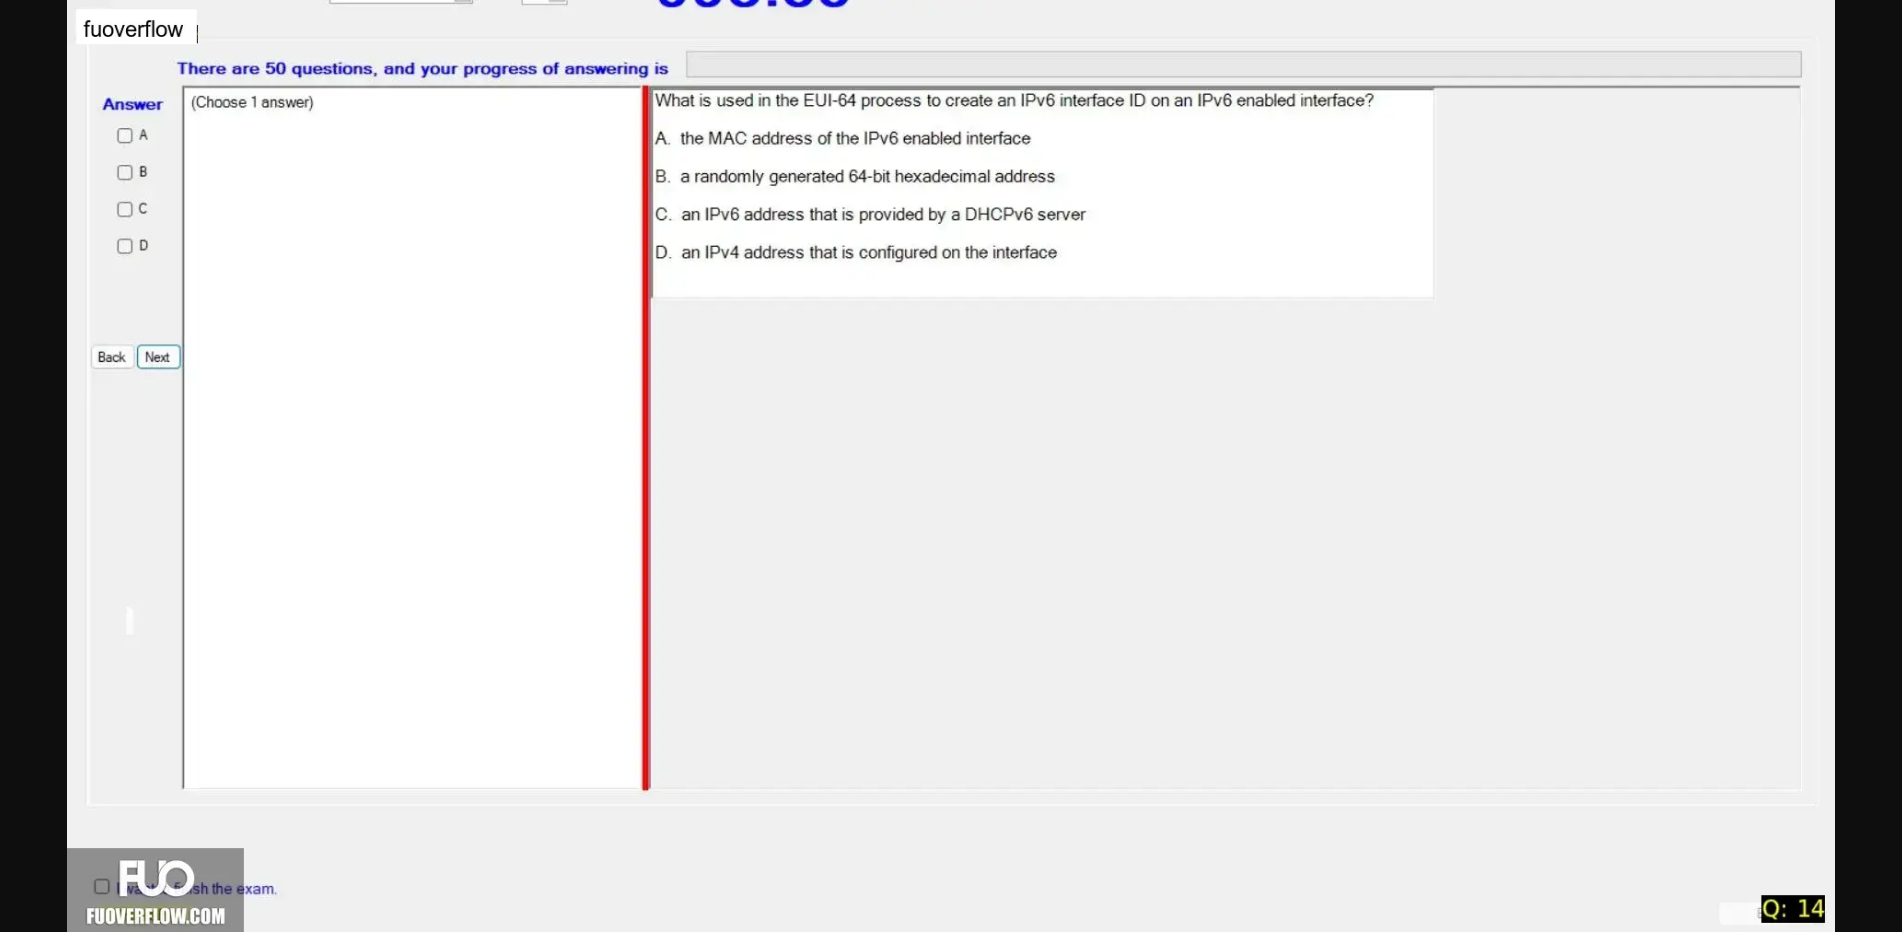 fuoverflow
There are 50 questions, and your progress of answering is
Answer
(Choose 1 answer)
A
B
C
D
Back
Next
What is used in the EUI-64 process to create an IPv6 interface ID on an IPv6 enabled interface?
A. the MAC address of the IPv6 enabled interface
B. a randomly generated 64-bit hexadecimal address
C. an IPv6 address that is provided by a DHCPv6 server
D. an IPv4 address that is configured on the interface
FUO
the exam.
FUOVERFLOW.COM
Q: 14